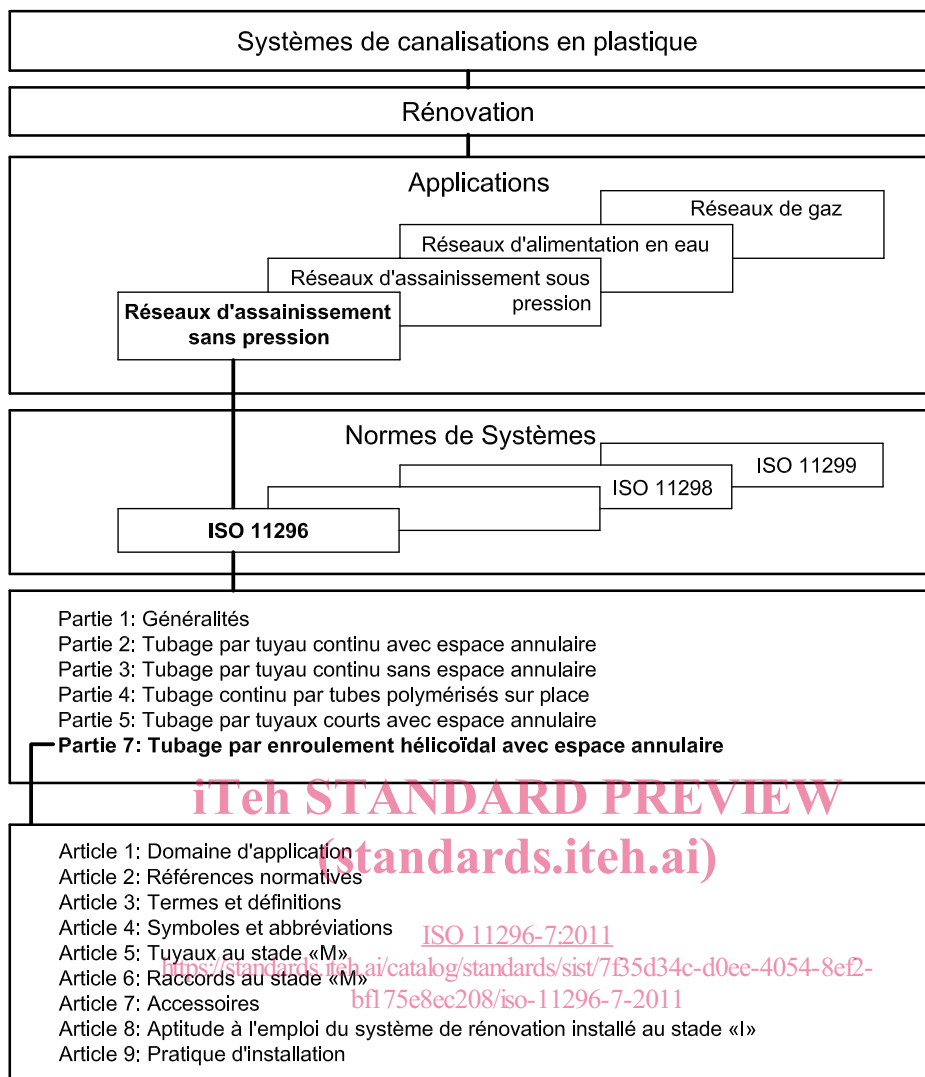 Systèmes de canalisations en plastique
Rénovation
Applications
Réseaux de gaz
Réseaux d'alimentation en eau
Réseaux d'assainissement sous
pression
Réseaux d'assainissement
sans pression
Normes de Systèmes
ISO 11299
ISO 11298
ISO 11296
Partie 1: Généralités
Partie 2: Tubage par tuyau continu avec espace annulaire
Partie 3: Tubage par tuyau continu sans espace annulaire
Partie 4: Tubage continu par tubes polymérisés sur place
Partie 5: Tubage par tuyaux courts avec espace annulaire
Partie 7: Tubage par enroulement hélicoïdal avec espace annulaire
iTeh STANDARD PREVIEW
(standards.iteh.ai)
Article 1: Domaine d'application
Article 2: Références normatives
Article 3: Termes et définitions
Article 4: Symboles et abbréviations
ISO 11296-7:2011
Article 5: Tuyaux au stade «M»
https://standards.iteh.ai/catalog/standards/sist/7f35d34c-d0ee-4054-8ef2-
Article 6: Raccords au stade «M»
bf175e8ec208/iso-11296-7-2011
Article 7: Accessoires
Article 8: Aptitude à l'emploi du système de rénovation installé au stade «I»
Article 9: Pratique d'installation